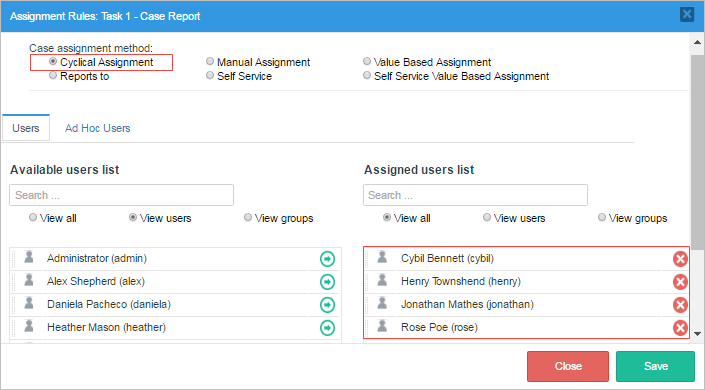 Assignment Rules: Task 1 - Case Report
Case assignment method:
Cyclical Assignment Manual Assignment Value Based Assignment
Reports to Self Service Self Service Value Based Assignment
Users Ad Hoc Users
Available users list Assigned users list
Search ... Search ...
View all View users View groups View all View users View groups
Administrator (admin) Cybil Bennett (cybil)
Alex Shepherd (alex) Henry Townshend (henry)
Daniela Pacheco (daniela) Jonathan Mathes (jonathan)
Heather Mason (heather) Rose Poe (rose)
Close Save